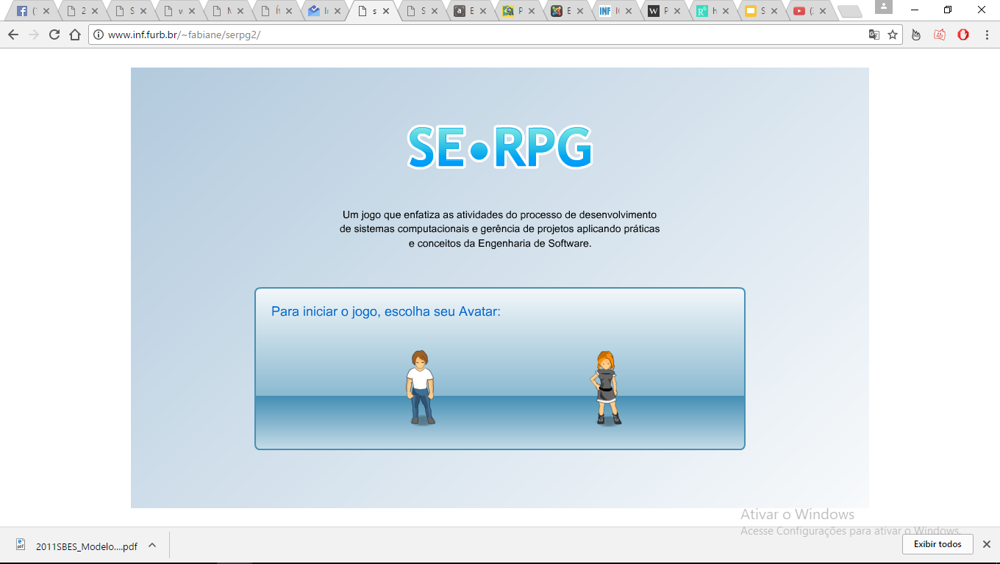 www.inf.furb.br/~fabiane/serpg2/
SE•RPG
Um jogo que enfatiza as atividades do processo de desenvolvimento
de sistemas computacionais e gerência de projetos aplicando práticas
e conceitos da Engenharia de Software.
Para iniciar o jogo, escolha seu Avatar:
Ativar o Windows
Acesse Configurações para ativar o Windows.
2011SBES_Modelo....pdf
Exibir todos